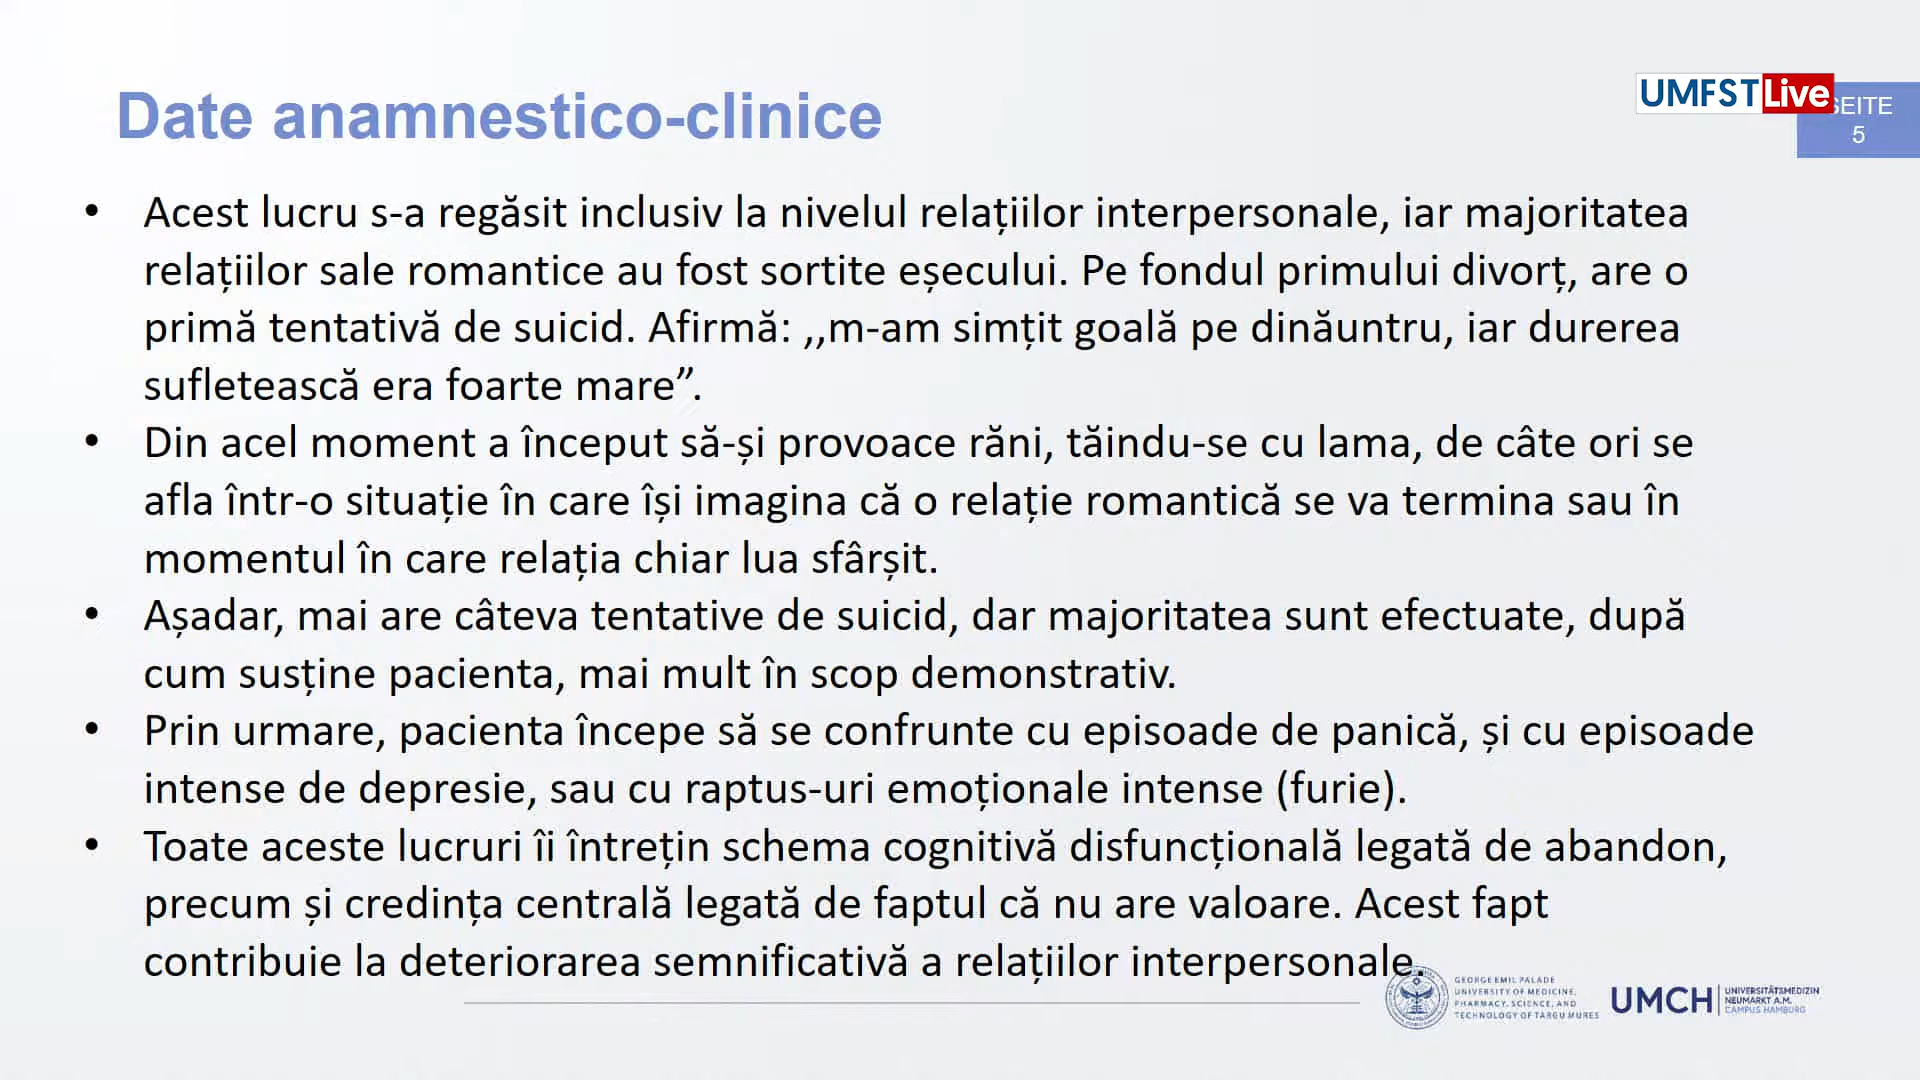 Date anamnestico-clinice
UMFSTLive
SEITE
5
• Acest lucru s-a regăsit inclusiv la nivelul relațiilor interpersonale, iar majoritatea
relațiilor sale romantice au fost sortite eșecului. Pe fondul primului divorț, are o
primă tentativă de suicid. Afirmă: ,,m-am simțit goală pe dinăuntru, iar durerea
sufletească era foarte mare”.
• Din acel moment a început să-și provoace răni, tăindu-se cu lama, de câte ori se
afla într-o situație în care își imagina că o relație romantică se va termina sau în
momentul în care relația chiar lua sfârșit.
• Așadar, mai are câteva tentative de suicid, dar majoritatea sunt efectuate, după
cum susține pacienta, mai mult în scop demonstrativ.
• Prin urmare, pacienta începe să se confrunte cu episoade de panică, și cu episoade
intense de depresie, sau cu raptus-uri emoționale intense (furie).
• Toate aceste lucruri îi întrețin schema cognitivă disfuncțională legată de abandon,
precum și credința centrală legată de faptul că nu are valoare. Acest fapt
contribuie la deteriorarea semnificativă a relațiilor interpersonale.
GEORGE EMIL PALADE
UNIVERSITY OF MEDICINE,
PHARMACY, SCIENCE, AND
TECHNOLOGY OF TARGU MURES
UMCH
UNIVERSITÄTSMEDIZIN
NEUMARKT A.M.
CAMPUS HAMBURG